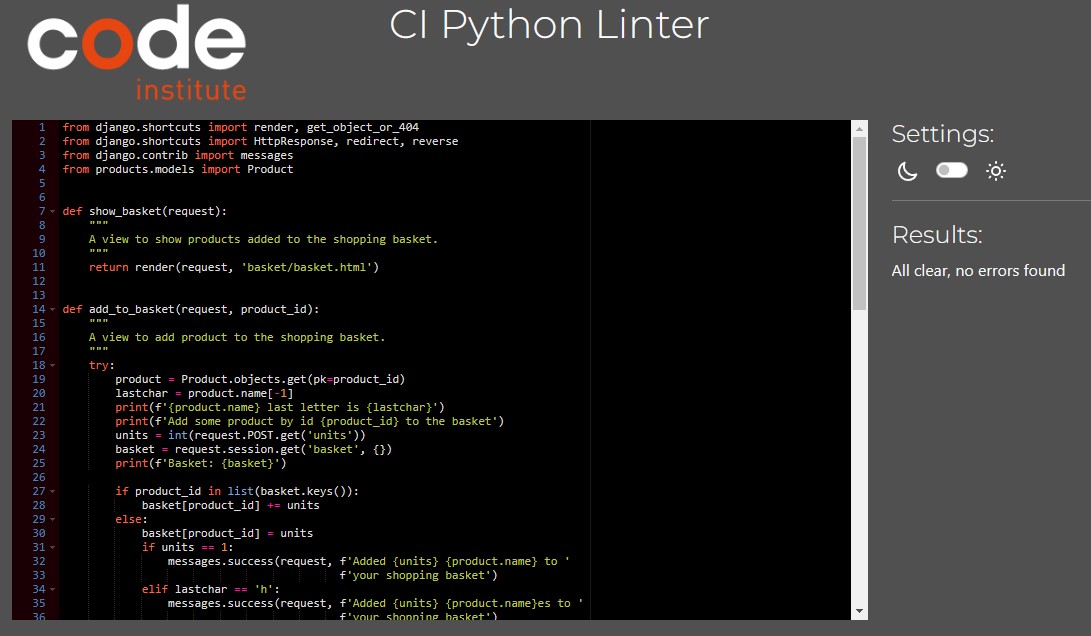 code
institute
CI Python Linter
1 from django.shortcuts import render, get_object_or_404
2 from django.shortcuts import HttpResponse, redirect, reverse
3 from django.contrib import messages
4 from products.models import Product
5
6
7 def show_basket(request):
8     """
9     A view to show products added to the shopping basket.
10     """
11     return render(request, 'basket/basket.html')
12
13
14 def add_to_basket(request, product_id):
15     """
16     A view to add product to the shopping basket.
17     """
18     try:
19         product = Product.objects.get(pk=product_id)
20         lastchar = product.name[-1]
21         print(f'{product.name} last letter is {lastchar}')
22         print(f'Add some product by id {product_id} to the basket')
23         units = int(request.POST.get('units'))
24         basket = request.session.get('basket', {})
25         print(f'Basket: {basket}')
26
27         if product_id in list(basket.keys()):
28             basket[product_id] += units
29         else:
30             basket[product_id] = units
31             if units == 1:
32                 messages.success(request, f'Added {units} {product.name} to '
33                                           f'your shopping basket')
34             elif lastchar == 'h':
35                 messages.success(request, f'Added {units} {product.name}es to '
36                                           f'your shopping basket')
Settings:
Results:
All clear, no errors found